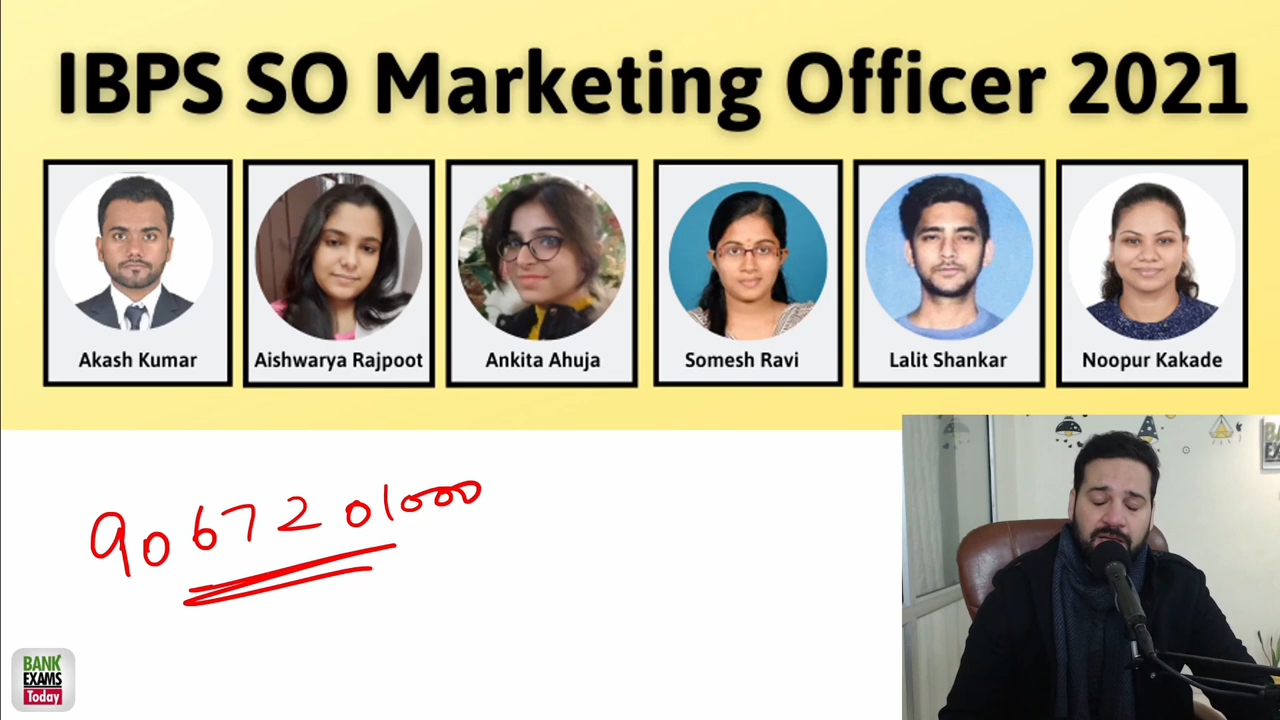 IBPS SO Marketing Officer 2021
Akash Kumar
Aishwarya Rajpoot
Ankita Ahuja
Somesh Ravi
Lalit Shankar
Noopur Kakade
9067201000
BANK
EXAMS
Today